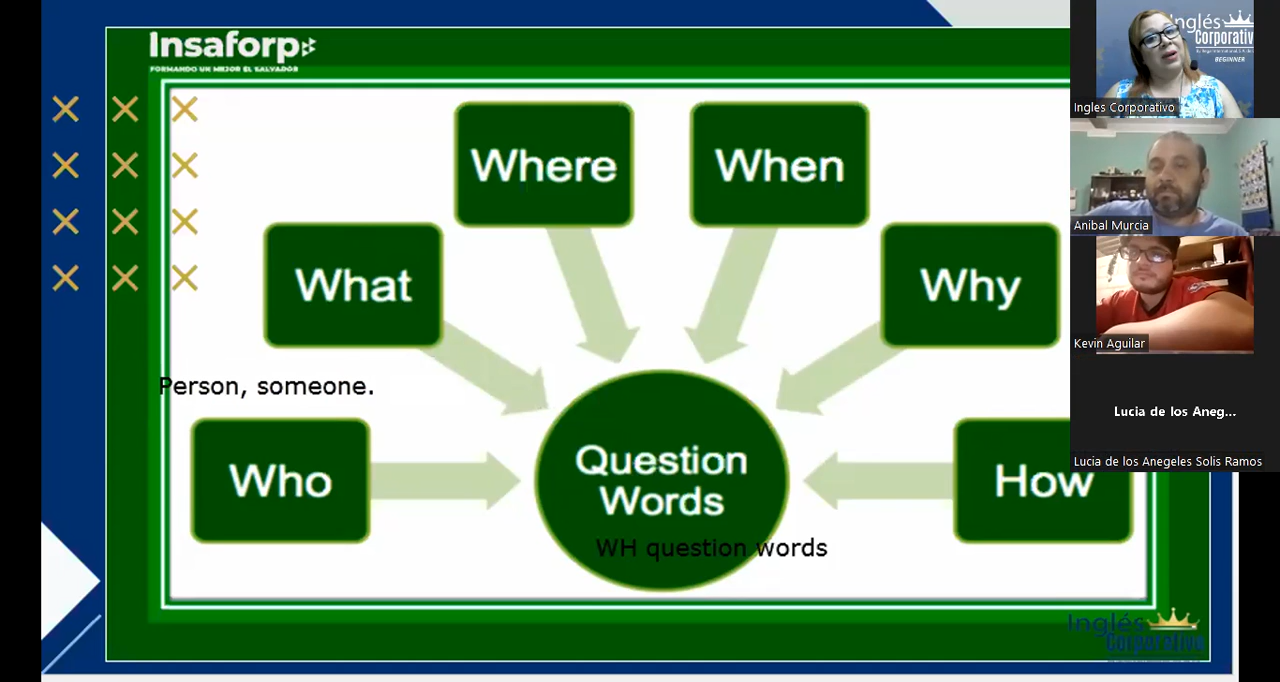 Insaforp
FORMANDO UN MEJOR EL SALVADOR
Where
When
What
Why
Person, someone.
Who
Question
Words
WH question words
How
Inglés
Corporativo
Inglés
Corporativ
BEGINNER
Ingles Corporativo
Anibal Murcia
Kevin Aguilar
Lucia de los Aneg...
Lucia de los Anegeles Solis Ramos